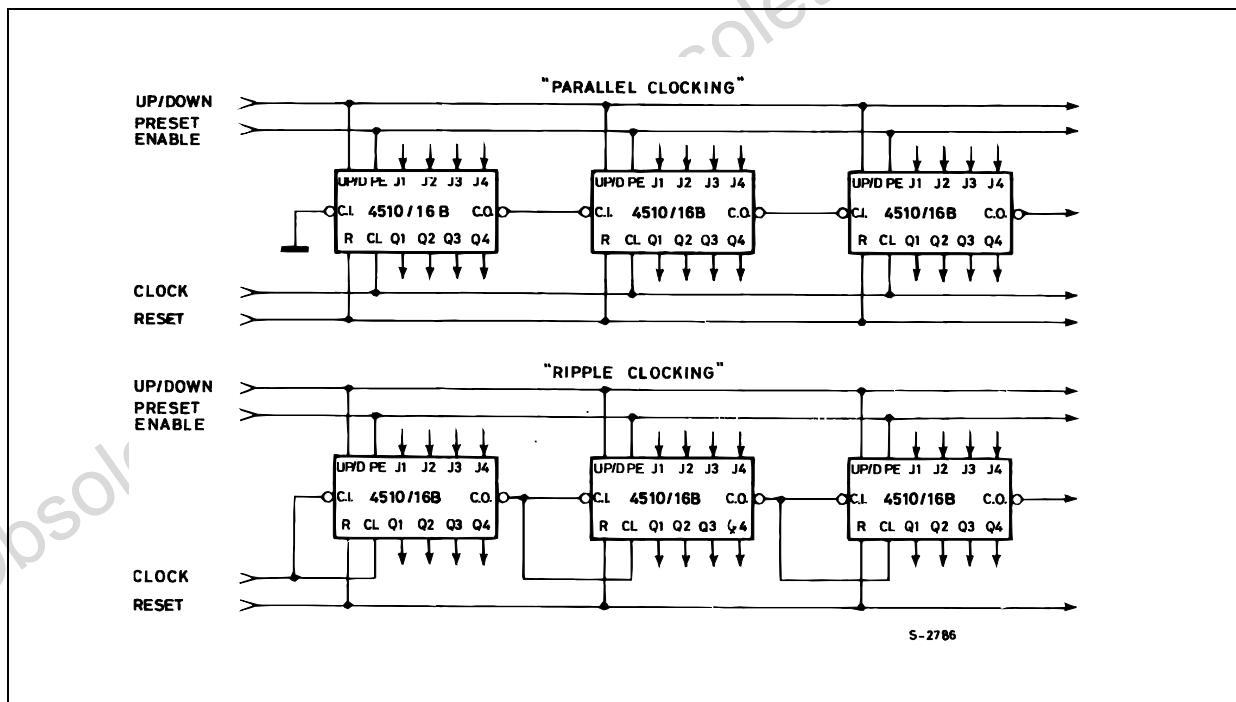 "PARALLEL CLOCKING"
UP/DOWN
PRESET
ENABLE
UP/D PE J1 J2 J3 J4
UP/D PE J1 J2 J3 J4
UP/D PE J1 J2 J3 J4
C.I. 4510/16B C.O.
C.I. 4510/16B C.O.
C.I. 4510/16B C.O.
R CL Q1 Q2 Q3 Q4
R CL Q1 Q2 Q3 Q4
R CL Q1 Q2 Q3 Q4
CLOCK
RESET
"RIPPLE CLOCKING"
UP/DOWN
PRESET
ENABLE
UP/D PE J1 J2 J3 J4
UP/D PE J1 J2 J3 J4
UP/D PE J1 J2 J3 J4
C.I. 4510/16B C.O.
C.I. 4510/16B C.O.
C.I. 4510/16B C.O.
R CL Q1 Q2 Q3 Q4
R CL Q1 Q2 Q3 Q4
R CL Q1 Q2 Q3 Q4
CLOCK
RESET
S-2786